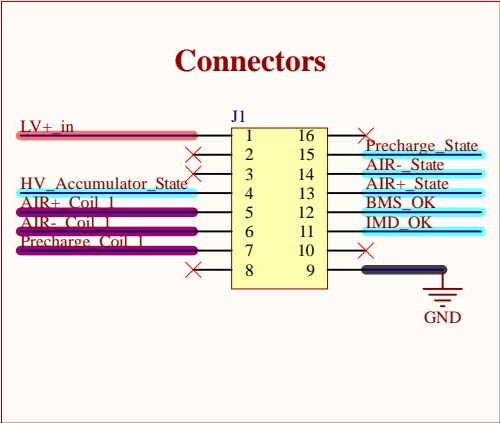 Connectors
J1
LV+_in 1 16
2 15 Precharge_State
3 14 AIR-_State
HV_Accumulator_State 4 13 AIR+_State
AIR+_Coil_1 5 12 BMS_OK
AIR-_Coil_1 6 11 IMD_OK
Precharge_Coil_1 7 10
8 9
GND